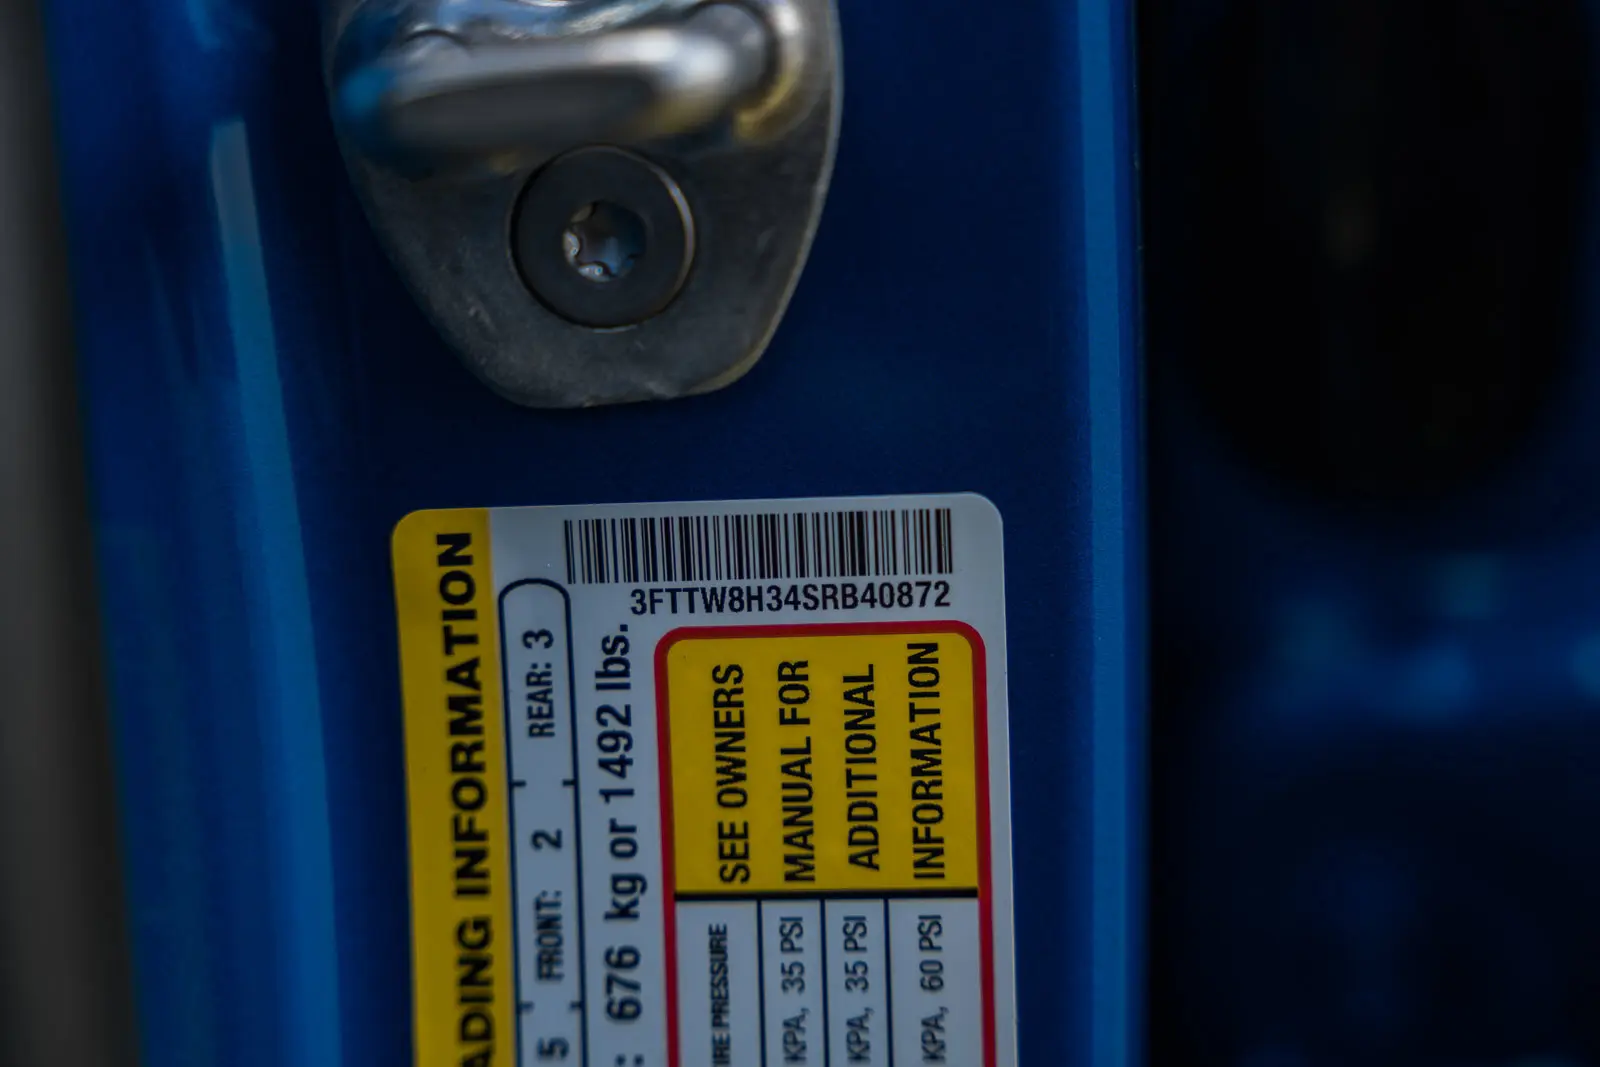 3FTTW8H34SRB40872
ADING INFORMATION
5 FRONT: 2 REAR: 3
: 676 kg or 1492 lbs.
SEE OWNERS
MANUAL FOR
ADDITIONAL
INFORMATION
IRE PRESSURE
KPA, 35 PSI
KPA, 35 PSI
KPA, 60 PSI